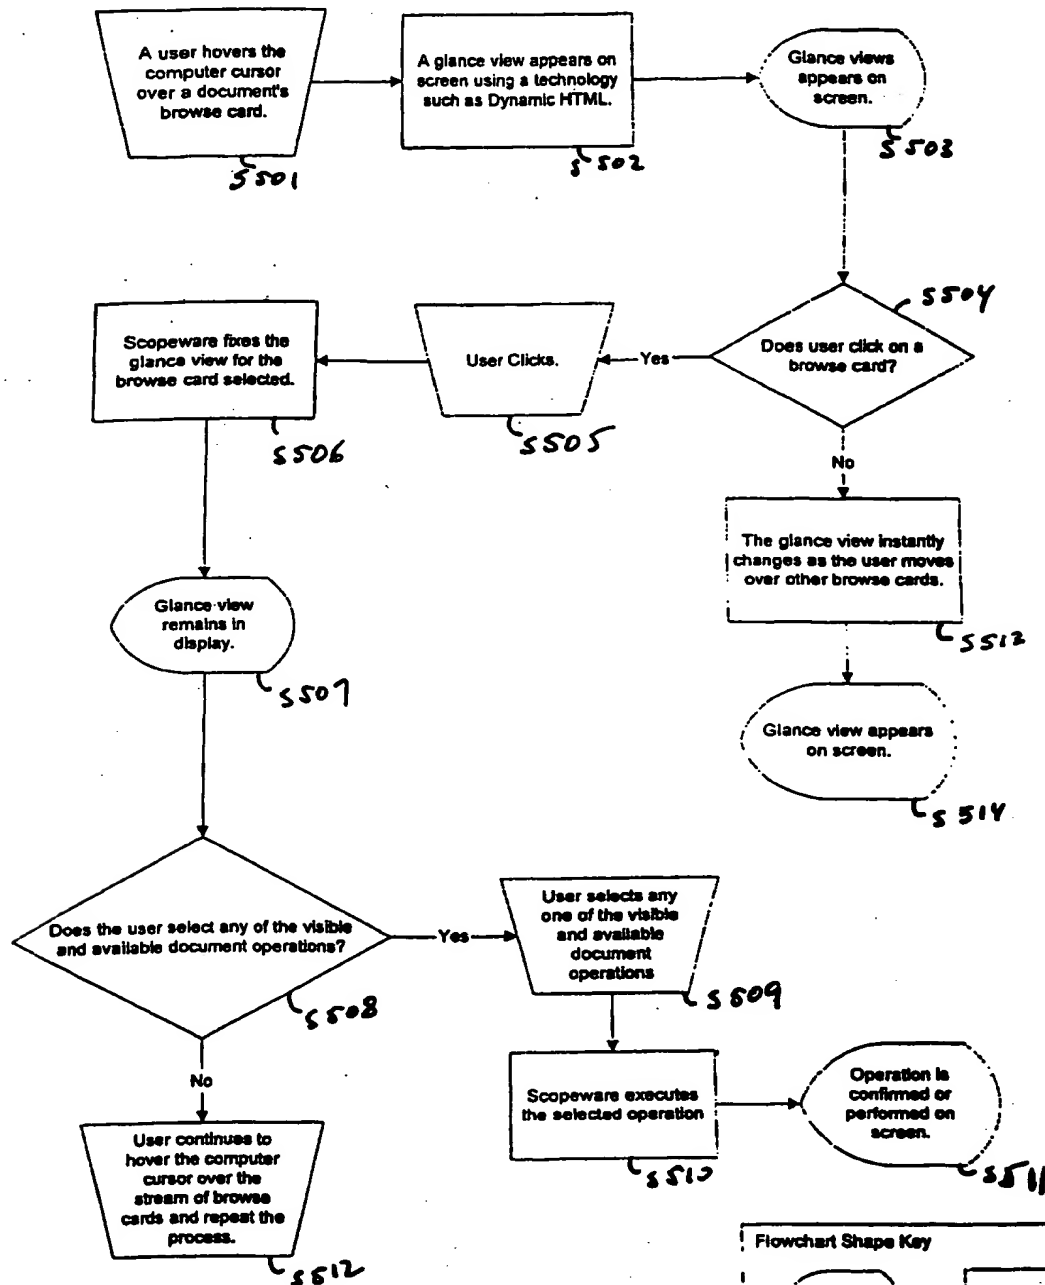 A user hovers the
computer cursor
over a document's
browse card.
S501
A glance view appears on
screen using a technology
such as Dynamic HTML.
S502
Glance views
appears on
screen.
S503
S504
Does user click on a
browse card?
Yes
User Clicks.
S505
Scopeware fixes the
glance view for the
browse card selected.
S506
No
The glance view instantly
changes as the user moves
over other browse cards.
S513
Glance view appears
on screen.
S514
Glance view
remains in
display.
S507
Does the user select any of the visible
and available document operations?
S508
Yes
User selects any
one of the visible
and available
document
operations
S509
Scopeware executes
the selected operation
S510
Operation is
confirmed or
performed on
screen.
S511
No
User continues to
hover the computer
cursor over the
stream of browse
cards and repeat the
process.
S512
Flowchart Shape Key